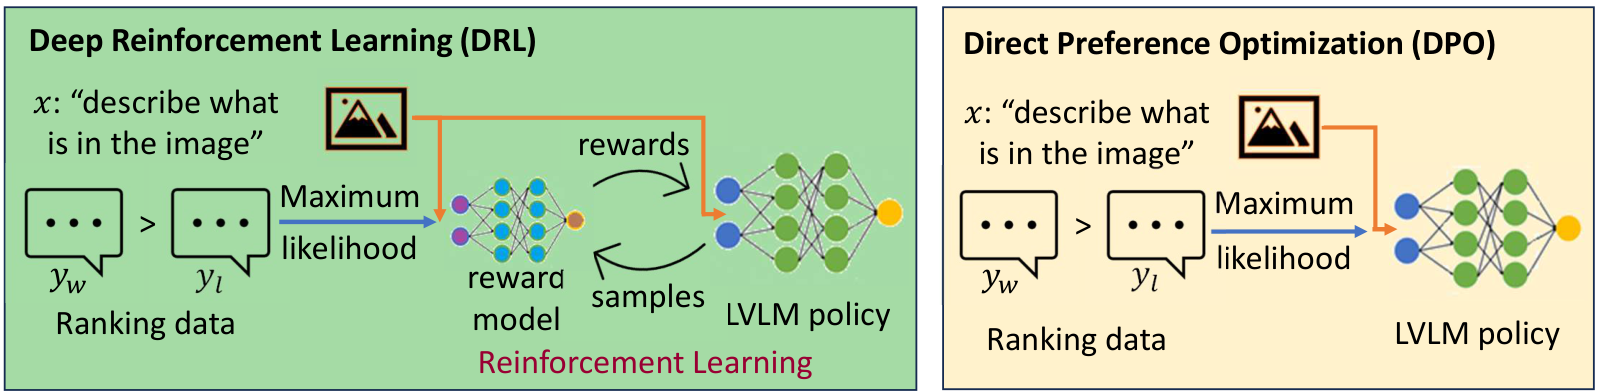 Deep Reinforcement Learning (DRL)
x: “describe what
is in the image”
rewards
Maximum
likelihood
>
y_w
y_l
Ranking data
reward
model
samples
LVLM policy
Reinforcement Learning
Direct Preference Optimization (DPO)
x: “describe what
is in the image”
Maximum
likelihood
>
y_w
y_l
Ranking data
LVLM policy